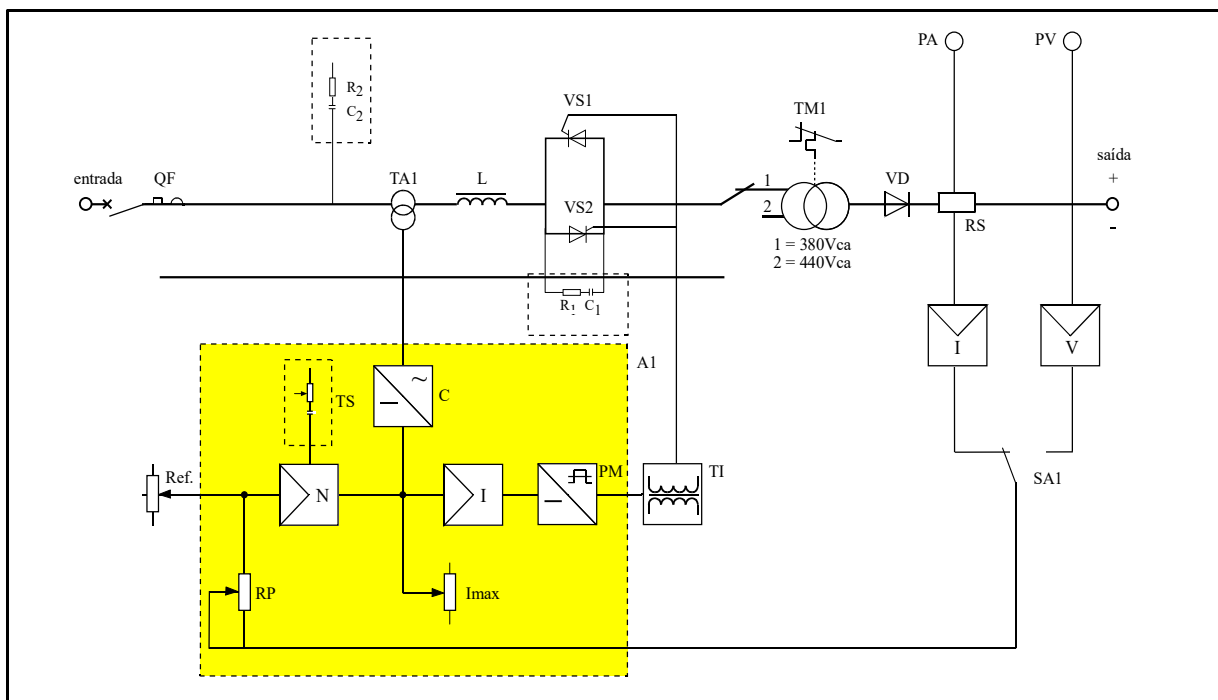 PA
PV
R2
C2
VS1
TM1
entrada
QF
TA1
L
VS2
1
2
VD
saída
+
-
RS
1 = 380Vca
2 = 440Vca
R1 C1
A1
I
V
~
C
TS
Ref.
N
I
PM
TI
SA1
RP
Imax